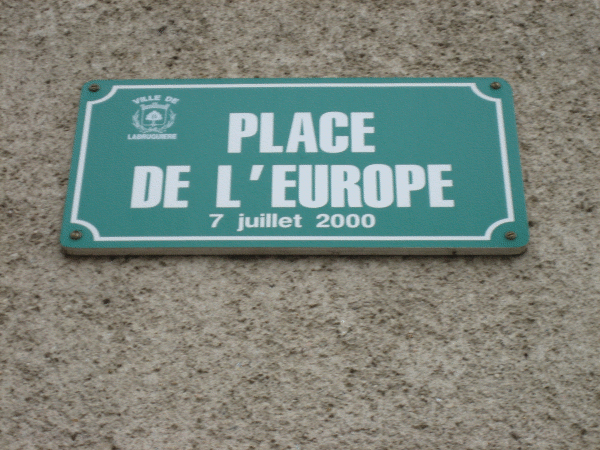 VILLE DE
LABRUGUIERE
PLACE
DE L'EUROPE
7 juillet 2000